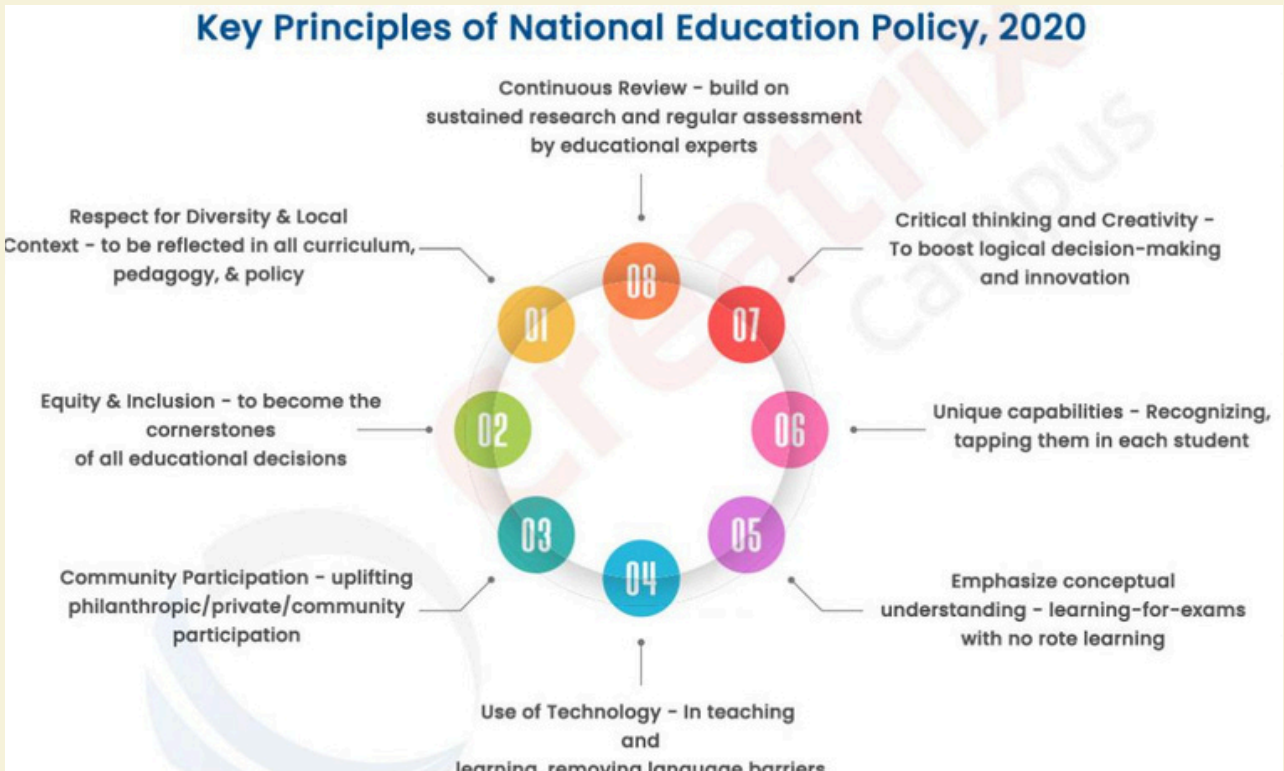 Key Principles of National Education Policy, 2020
Continuous Review - build on
sustained research and regular assessment
by educational experts
Respect for Diversity & Local
Context - to be reflected in all curriculum,
pedagogy, & policy
Critical thinking and Creativity -
To boost logical decision-making
and innovation
08
01
07
Equity & Inclusion - to become the
cornerstones
of all educational decisions
02
06
Unique capabilities - Recognizing,
tapping them in each student
03
05
04
Community Participation - uplifting
philanthropic/private/community
participation
Emphasize conceptual
understanding - learning-for-exams
with no rote learning
Use of Technology - In teaching
and
learning, removing language barriers
creatrix
Campus